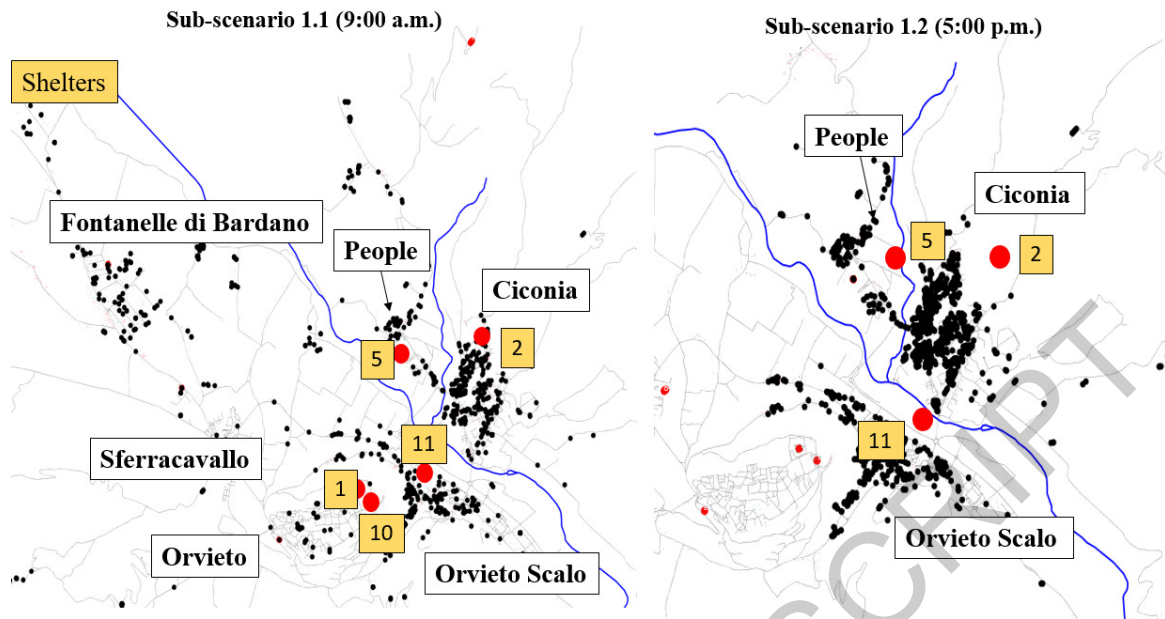 Sub-scenario 1.1 (9:00 a.m.)
Shelters
Fontanelle di Bardano
People
Ciconia
5
2
11
Sferracavallo
1
10
Orvieto
Orvieto Scalo
Sub-scenario 1.2 (5:00 p.m.)
People
Ciconia
5
2
11
Orvieto Scalo
SCRIPT